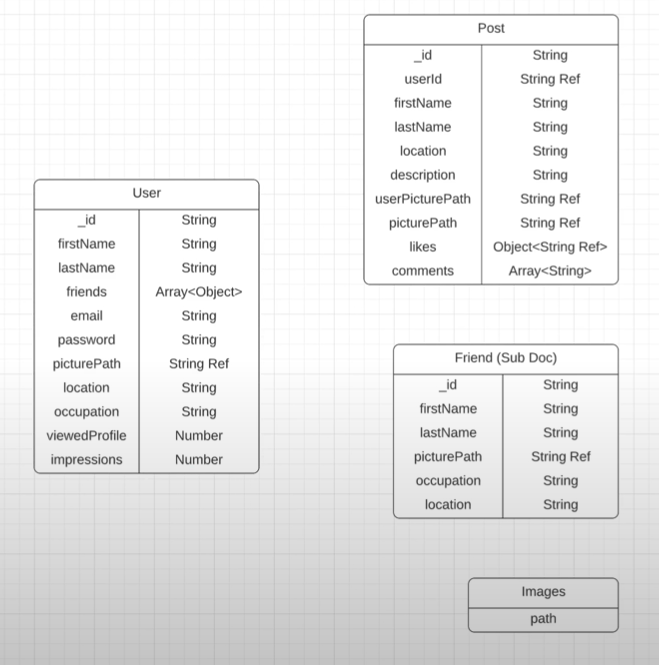 Post
_id String
userId String Ref
firstName String
lastName String
location String
description String
userPicturePath String Ref
picturePath String Ref
likes Object<String Ref>
comments Array<String>
User
_id String
firstName String
lastName String
friends Array<Object>
email String
password String
picturePath String Ref
location String
occupation String
viewedProfile Number
impressions Number
Friend (Sub Doc)
_id String
firstName String
lastName String
picturePath String Ref
occupation String
location String
Images
path